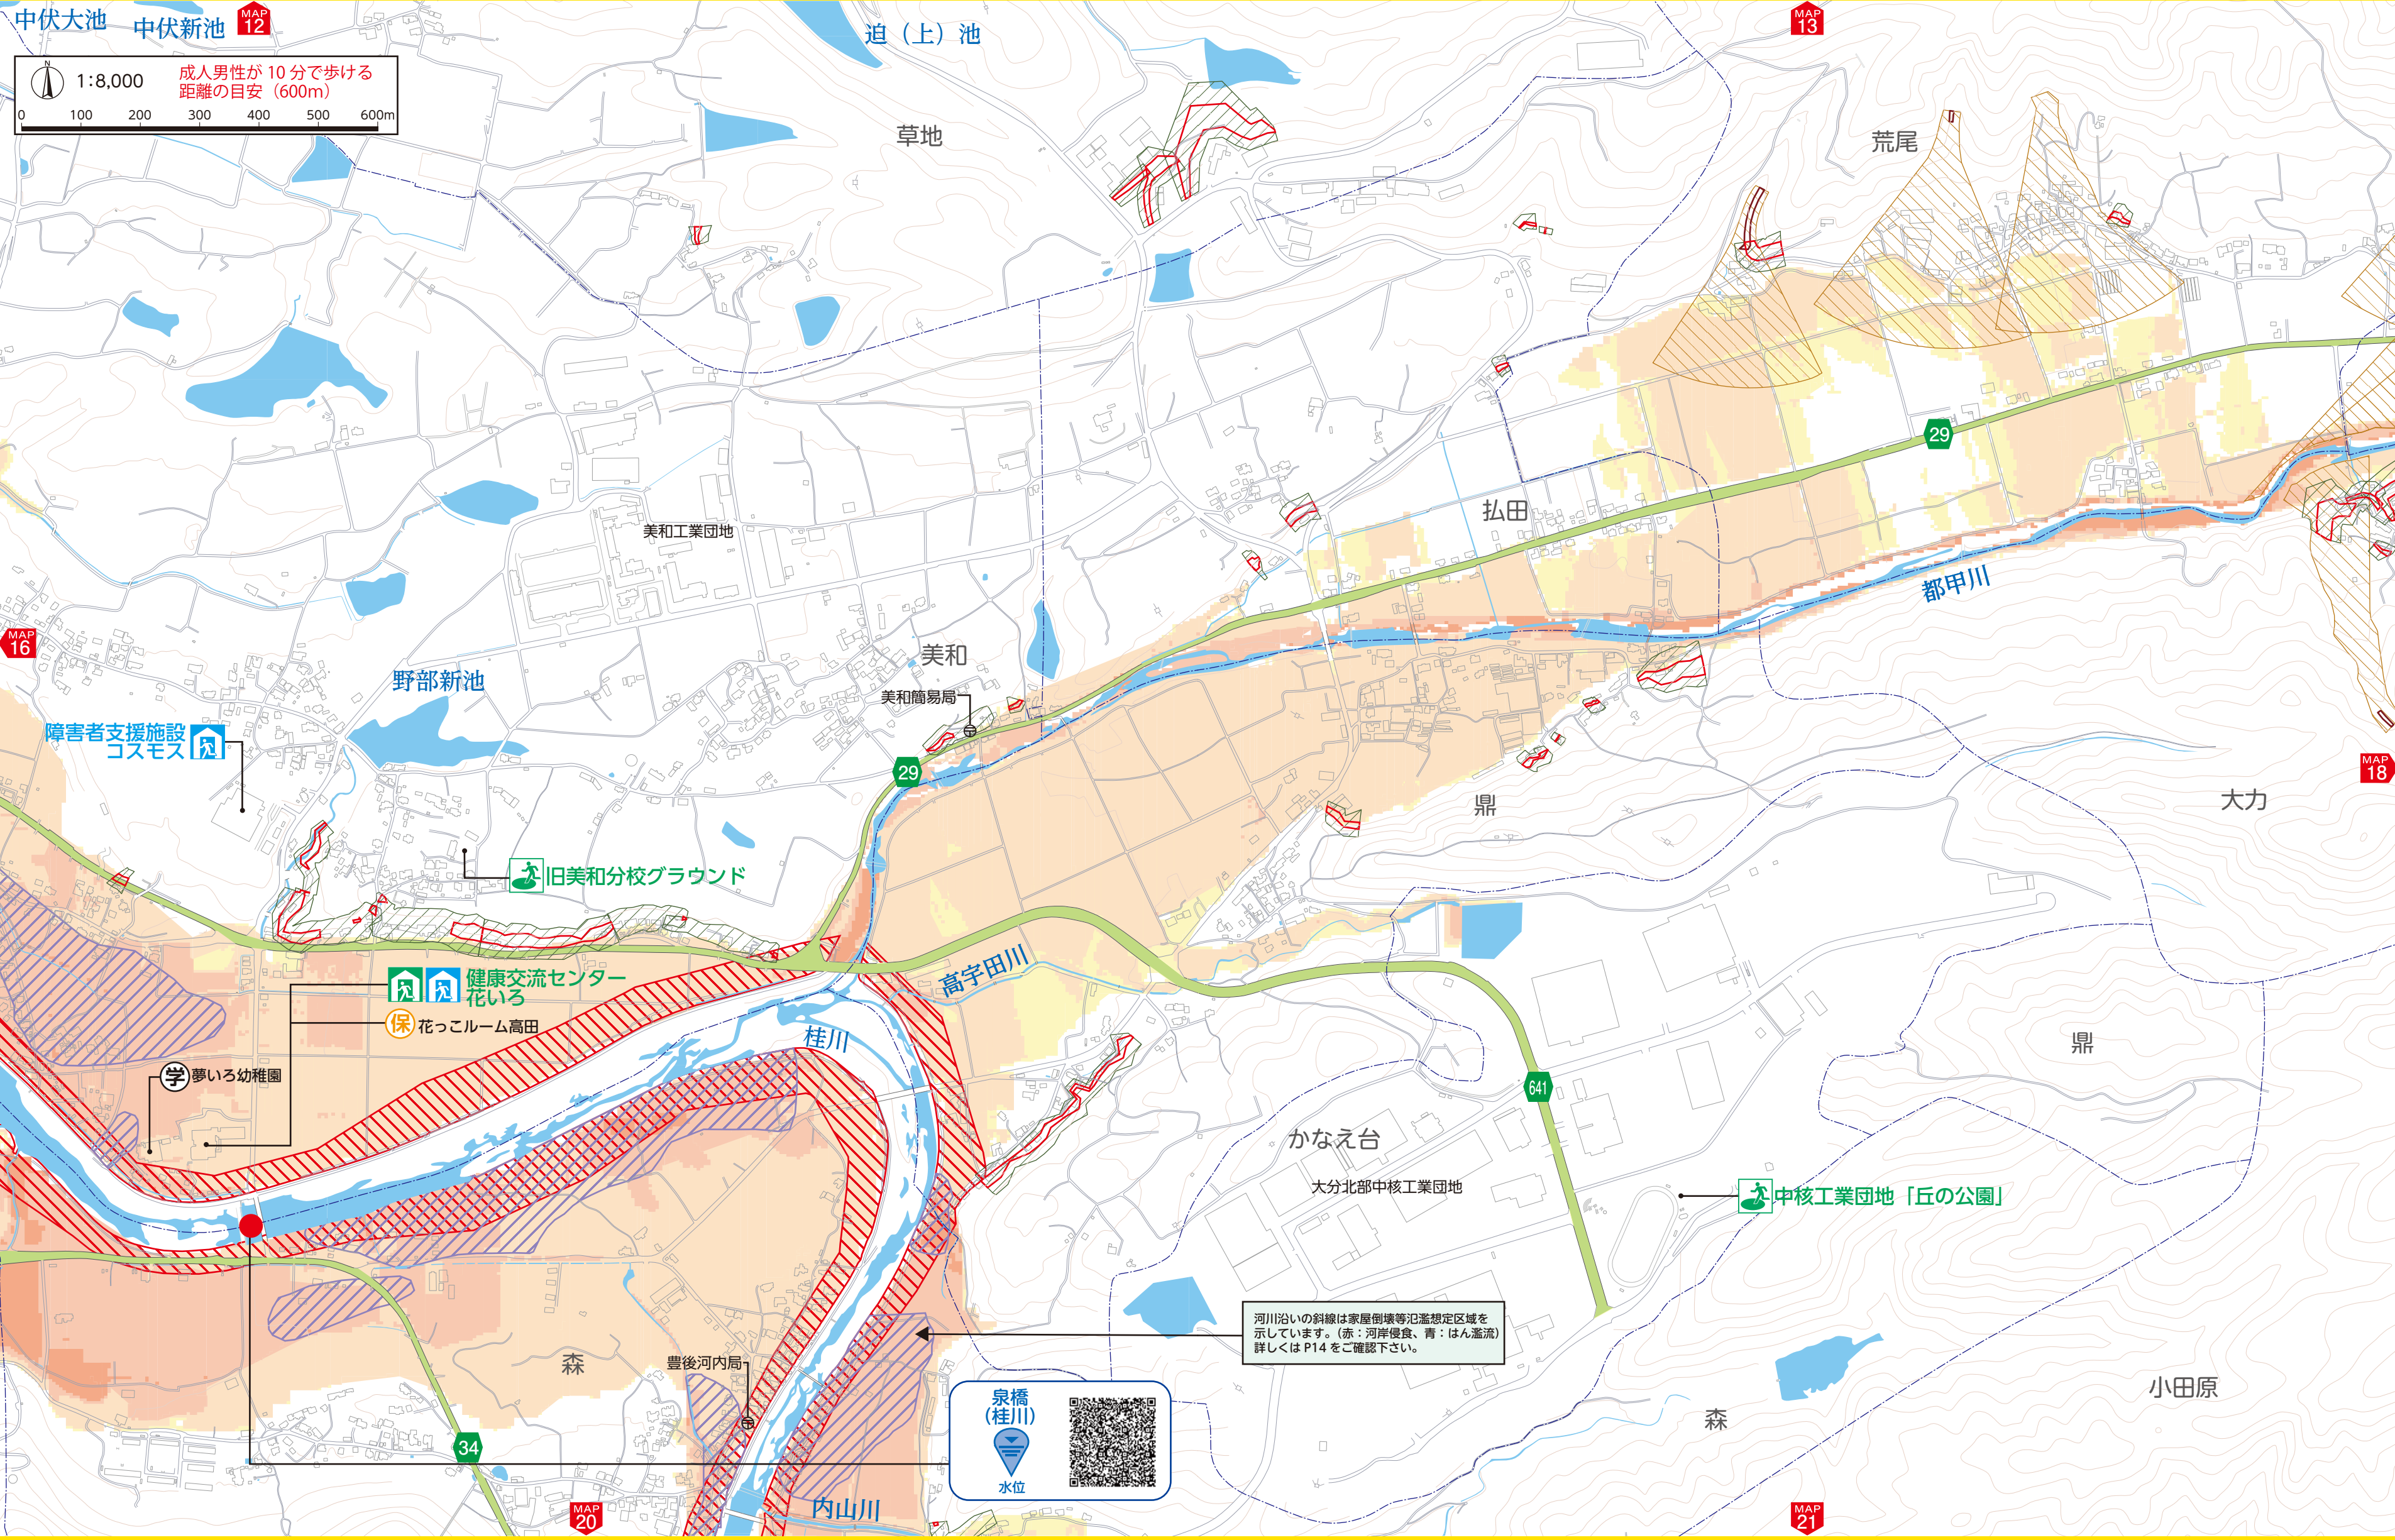 中伏大池
中伏新池
MAP
12
迫（上）池
MAP
13
N
1:8,000
成人男性が 10 分で歩ける
距離の目安（600m）
0 100 200 300 400 500 600m
草地
荒尾
29
払田
美和工業団地
都甲川
MAP
16
美和
野部新池
美和簡易局
障害者支援施設
コスモス
29
MAP
18
大力
鼎
旧美和分校グラウンド
高宇田川
健康交流センター
花いろ
保 花っこルーム高田
桂川
鼎
学 夢いろ幼稚園
641
かなえ台
大分北部中核工業団地
中核工業団地「丘の公園」
河川沿いの斜線は家屋倒壊等氾濫想定区域を
示しています。（赤：河岸侵食、青：はん濫流）
詳しくは P14 をご確認下さい。
森
豊後河内局
泉橋
（桂川）
水位
小田原
森
34
内山川
MAP
20
MAP
21